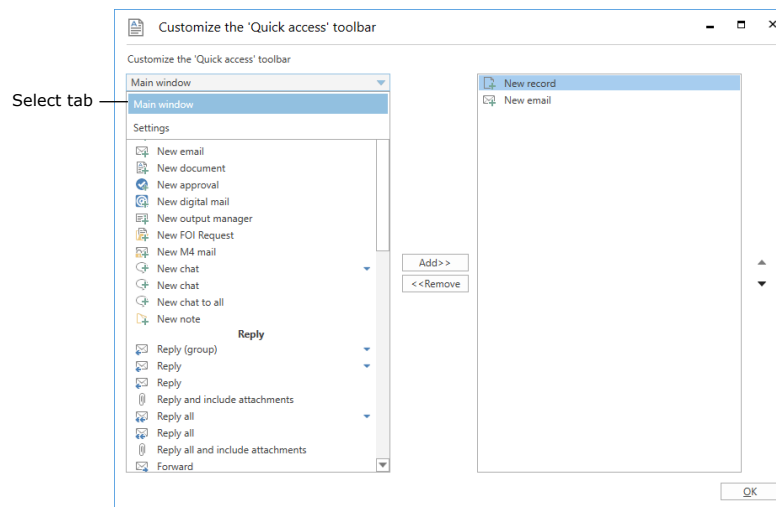 Customize the 'Quick access' toolbar
Customize the 'Quick access' toolbar
Main window
Select tab
Main window
Settings
New email
New document
New approval
New digital mail
New output manager
New FOI Request
New M4 mail
New chat
New chat
New chat to all
New note
Reply
Reply (group)
Reply
Reply
Reply and include attachments
Reply all
Reply all
Reply all and include attachments
Forward
Add>>
<<Remove
New record
New email
OK